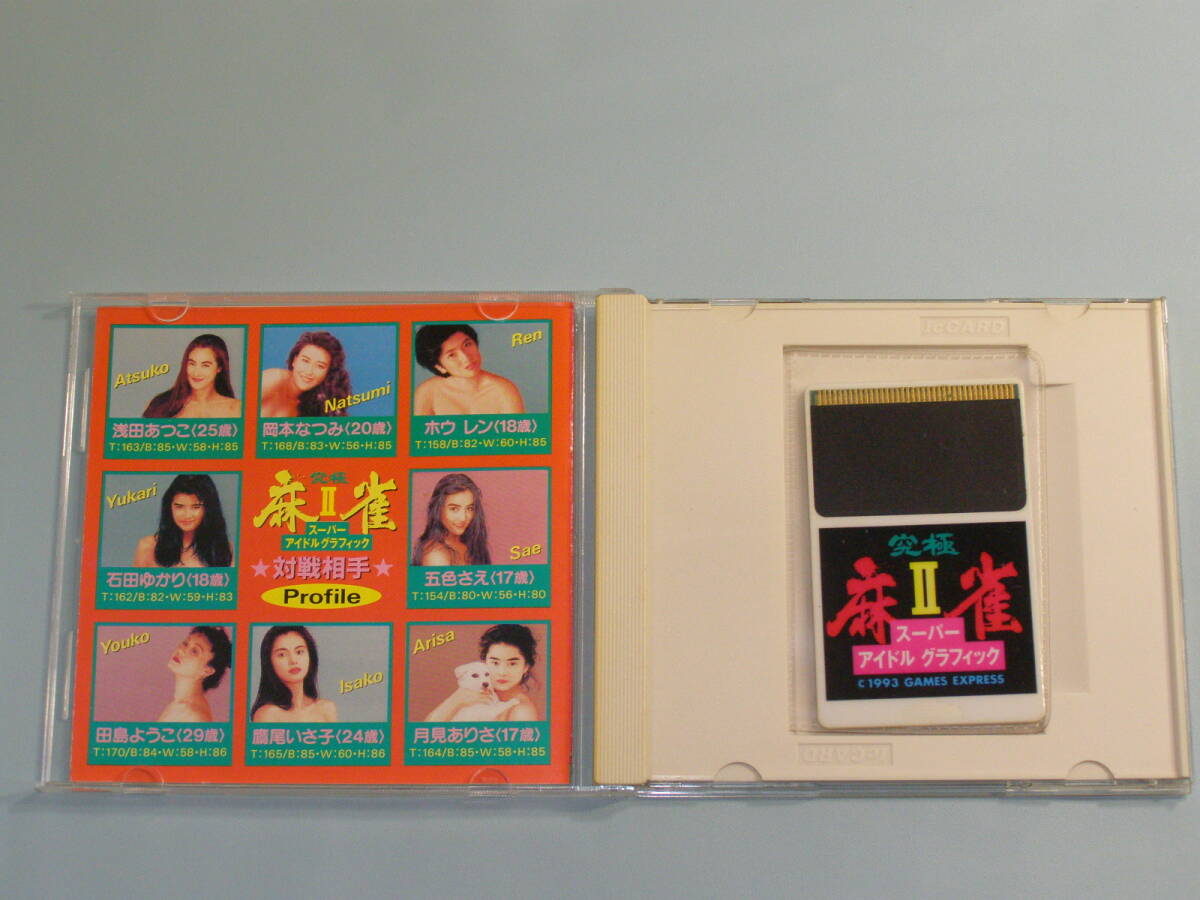 Atsuko
浅田あつこ〈25歳〉
T:163/B:85・W:58・H:85
Natsumi
岡本なつみ〈20歳〉
T:168/B:83・W:56・H:85
Ren
ホウ レン〈18歳〉
T:158/B:82・W:60・H:85
Yukari
石田ゆかり〈18歳〉
T:162/B:82・W:59・H:83
究極
麻Ⅱ雀
スーパー
アイドルグラフィック
★対戦相手★
Profile
Sae
五色さえ〈17歳〉
T:154/B:80・W:56・H:80
Youko
田島ようこ〈29歳〉
T:170/B:84・W:58・H:86
Isako
鷹尾いさ子〈24歳〉
T:165/B:85・W:60・H:86
Arisa
月見ありさ〈17歳〉
T:164/B:85・W:58・H:85
IcCARD
究極
麻Ⅱ雀
スーパー
アイドル グラフィック
C 1993 GAMES EXPRESS
IcCARD